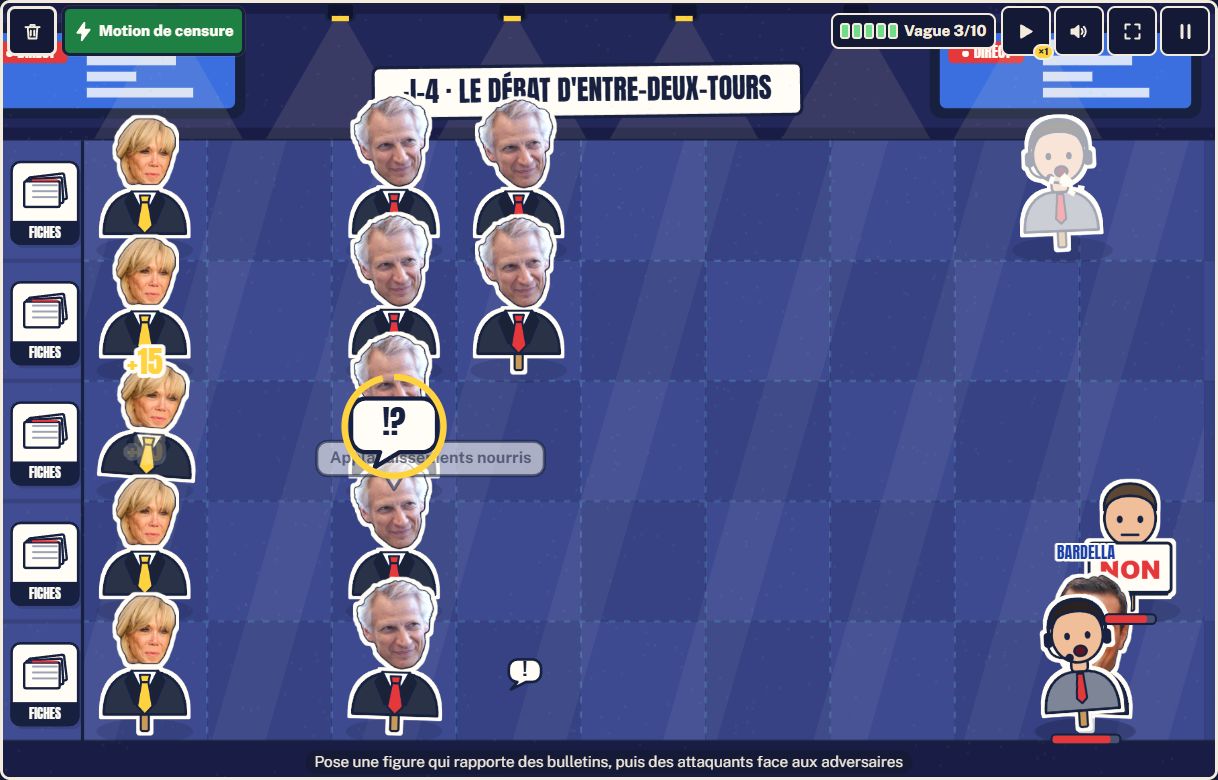 Motion de censure
Vague 3/10
×1
DIRECT
J-4 · LE DÉBAT D'ENTRE-DEUX-TOURS
FICHES
FICHES
+15
!?
nourris
FICHES
FICHES
BARDELLA
NON
!
FICHES
Pose une figure qui rapporte des bulletins, puis des attaquants face aux adversaires